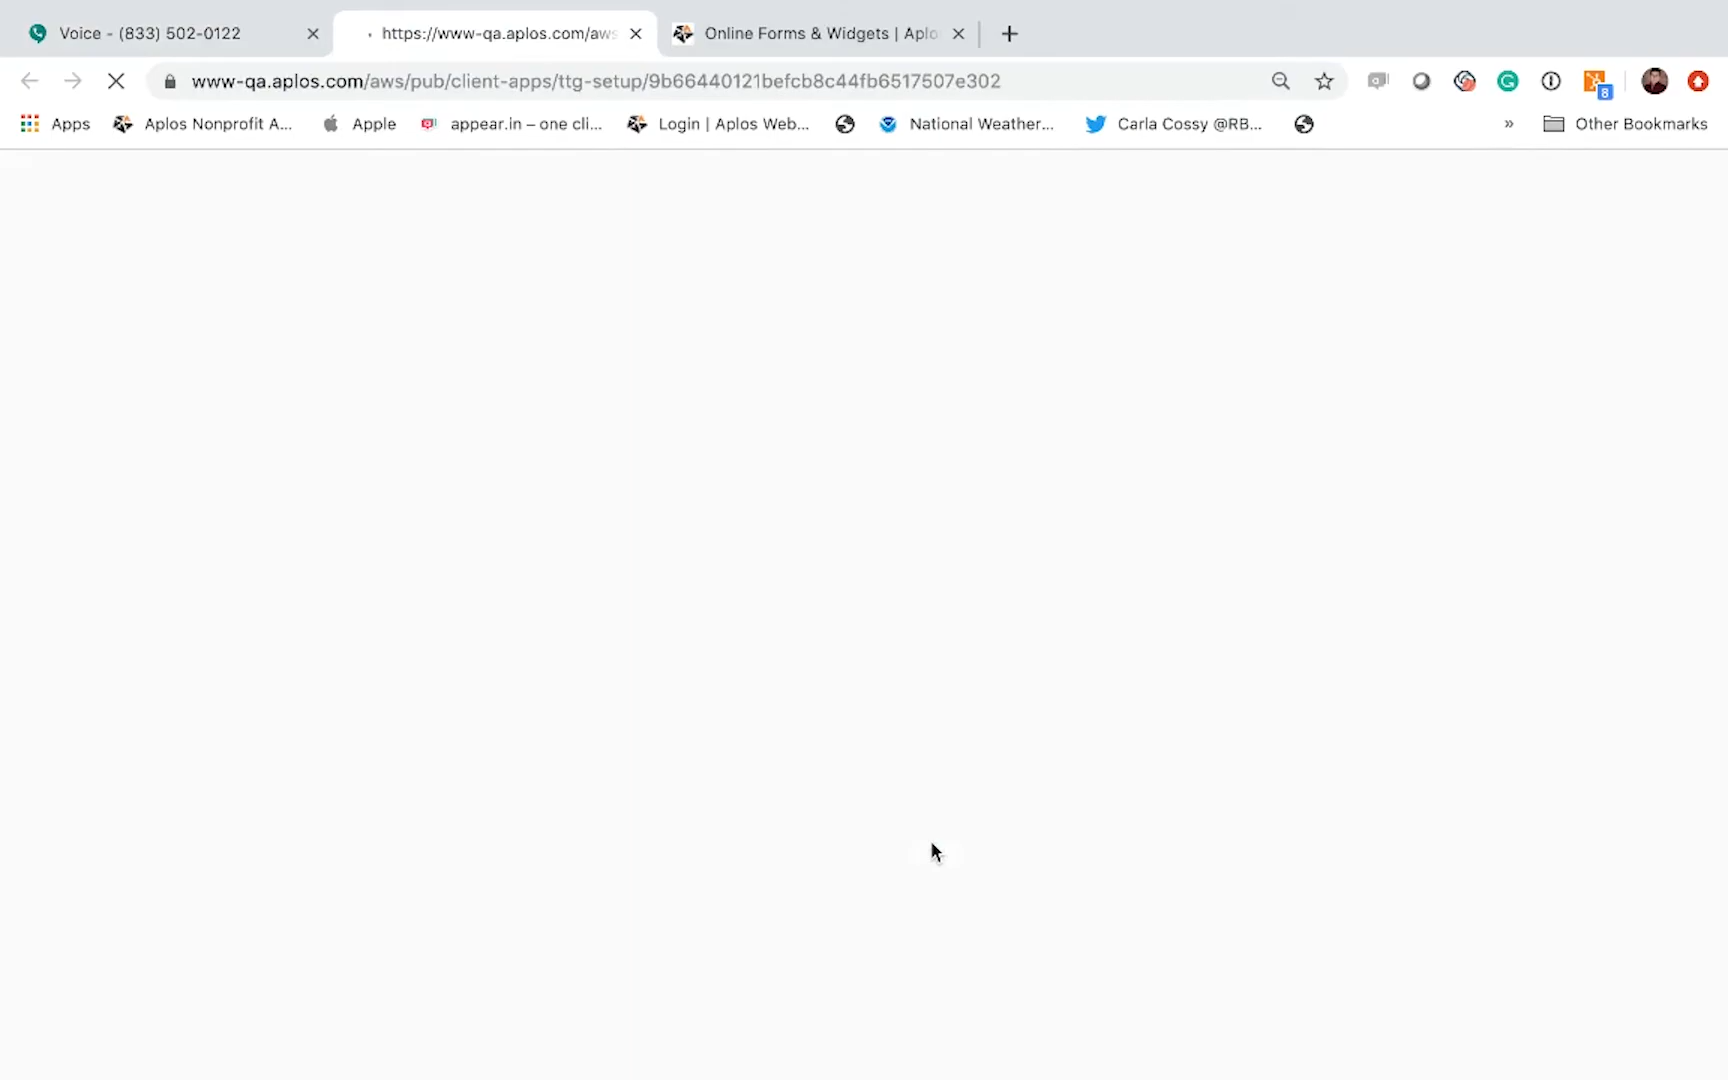 Voice - (833) 502-0122
https://www-qa.aplos.com/aws
Online Forms & Widgets | Aplo
www-qa.aplos.com/aws/pub/client-apps/ttg-setup/9b66440121befcb8c44fb6517507e302
8
Apps
Aplos Nonprofit A...
Apple
appear.in – one cli...
Login | Aplos Web...
National Weather...
Carla Cossy @RB...
»
Other Bookmarks